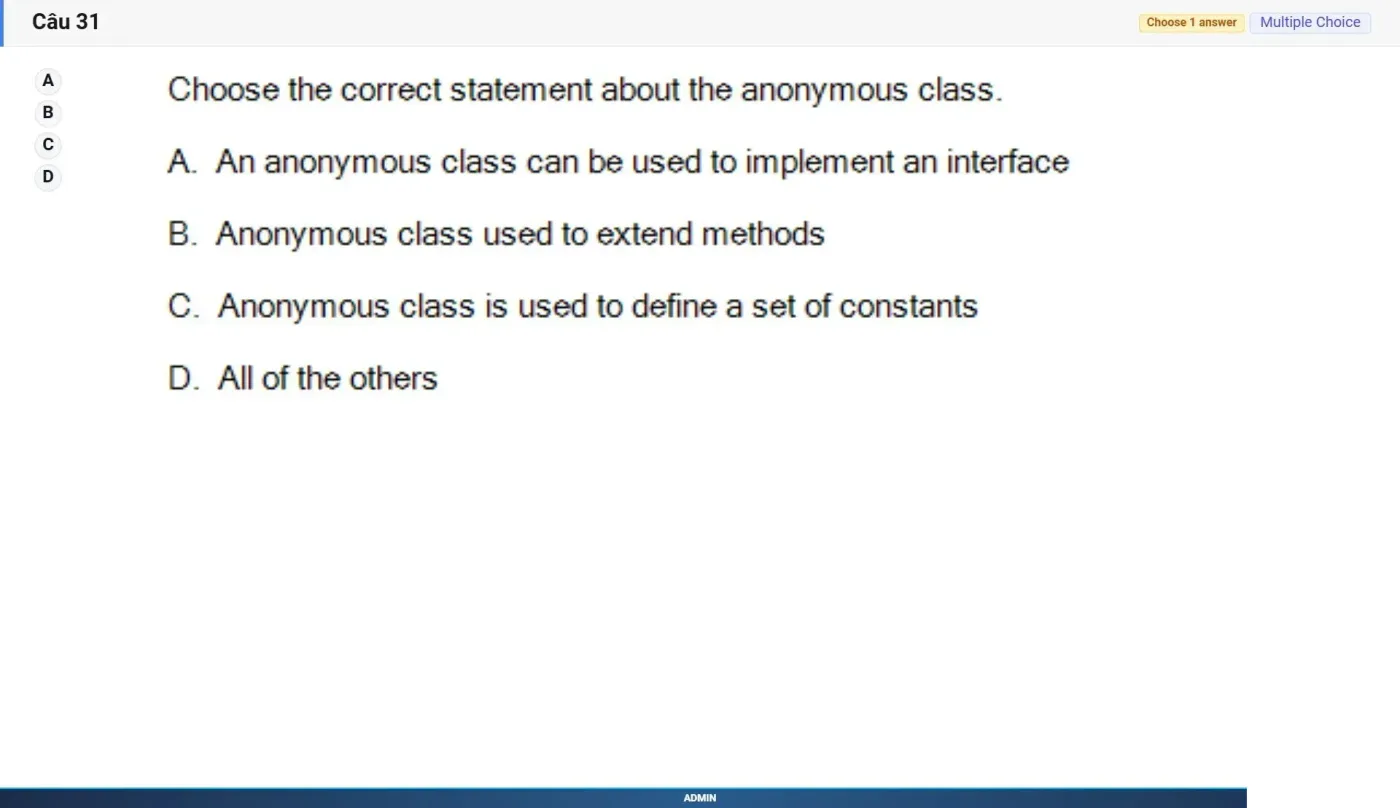 Câu 31
Choose 1 answer
Multiple Choice
A
B
C
D
Choose the correct statement about the anonymous class.
A. An anonymous class can be used to implement an interface
B. Anonymous class used to extend methods
C. Anonymous class is used to define a set of constants
D. All of the others
ADMIN